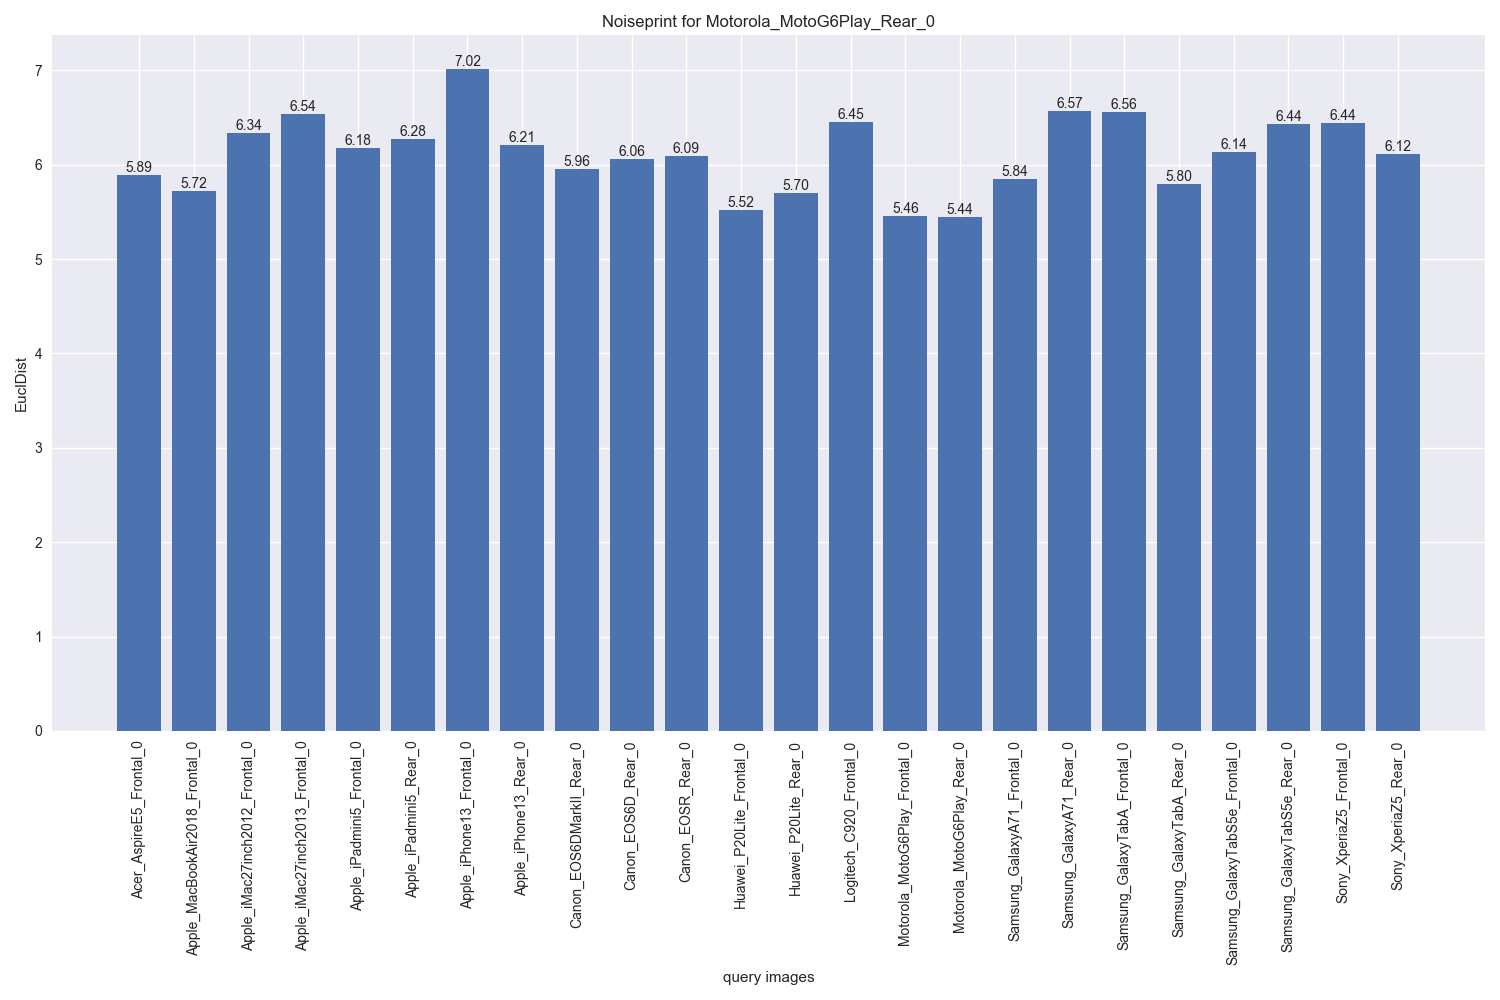 Noiseprint for Motorola_MotoG6Play_Rear_0
EuclDist
7
6
5
4
3
2
1
0
5.89
5.72
6.34
6.54
6.18
6.28
7.02
6.21
5.96
6.06
6.09
5.52
5.70
6.45
5.46
5.44
5.84
6.57
6.56
5.80
6.14
6.44
6.44
6.12
Acer_AspireE5_Frontal_0
Apple_MacBookAir2018_Frontal_0
Apple_iMac27inch2012_Frontal_0
Apple_iMac27inch2013_Frontal_0
Apple_iPadmini5_Frontal_0
Apple_iPadmini5_Rear_0
Apple_iPhone13_Frontal_0
Apple_iPhone13_Rear_0
Canon_EOS6DMarkII_Rear_0
Canon_EOS6D_Rear_0
Canon_EOSR_Rear_0
Huawei_P20Lite_Frontal_0
Huawei_P20Lite_Rear_0
Logitech_C920_Frontal_0
Motorola_MotoG6Play_Frontal_0
Motorola_MotoG6Play_Rear_0
Samsung_GalaxyA71_Frontal_0
Samsung_GalaxyA71_Rear_0
Samsung_GalaxyTabA_Frontal_0
Samsung_GalaxyTabA_Rear_0
Samsung_GalaxyTabS5e_Frontal_0
Samsung_GalaxyTabS5e_Rear_0
Sony_XperiaZ5_Frontal_0
Sony_XperiaZ5_Rear_0
query images